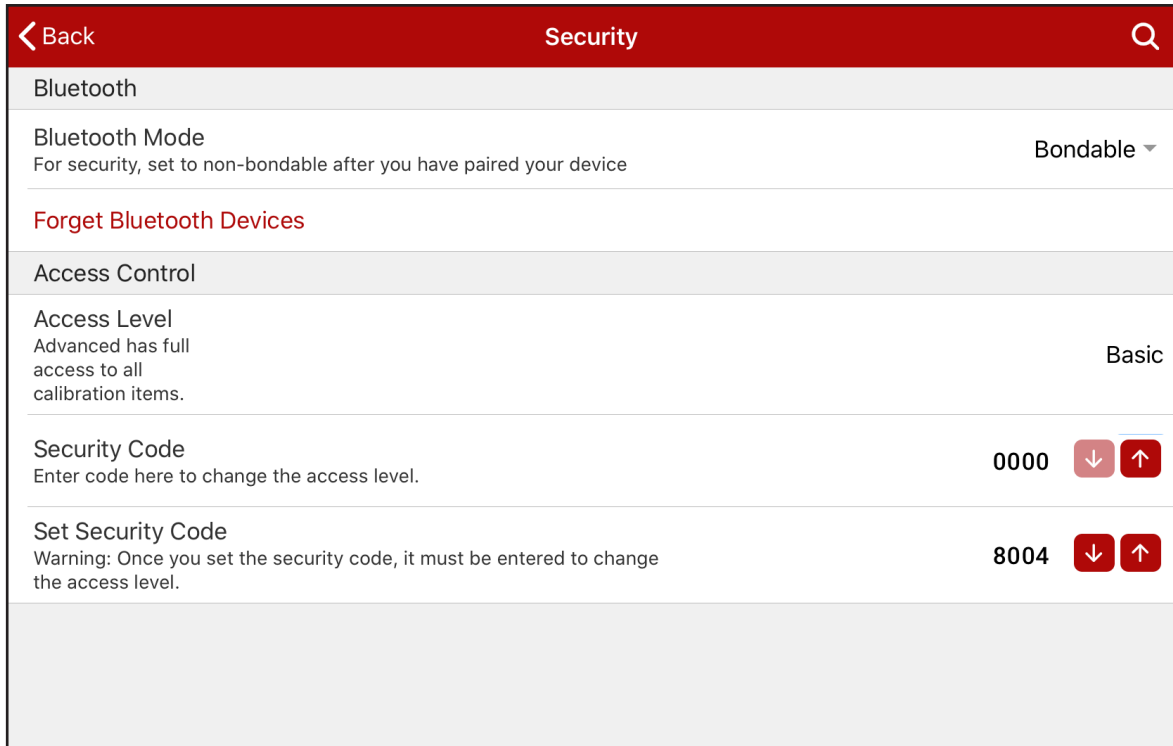 Back
Security
Bluetooth
Bluetooth Mode
For security, set to non-bondable after you have paired your device
Bondable
Forget Bluetooth Devices
Access Control
Access Level
Advanced has full
access to all
calibration items.
Basic
Security Code
Enter code here to change the access level.
0000
Set Security Code
Warning: Once you set the security code, it must be entered to change
the access level.
8004